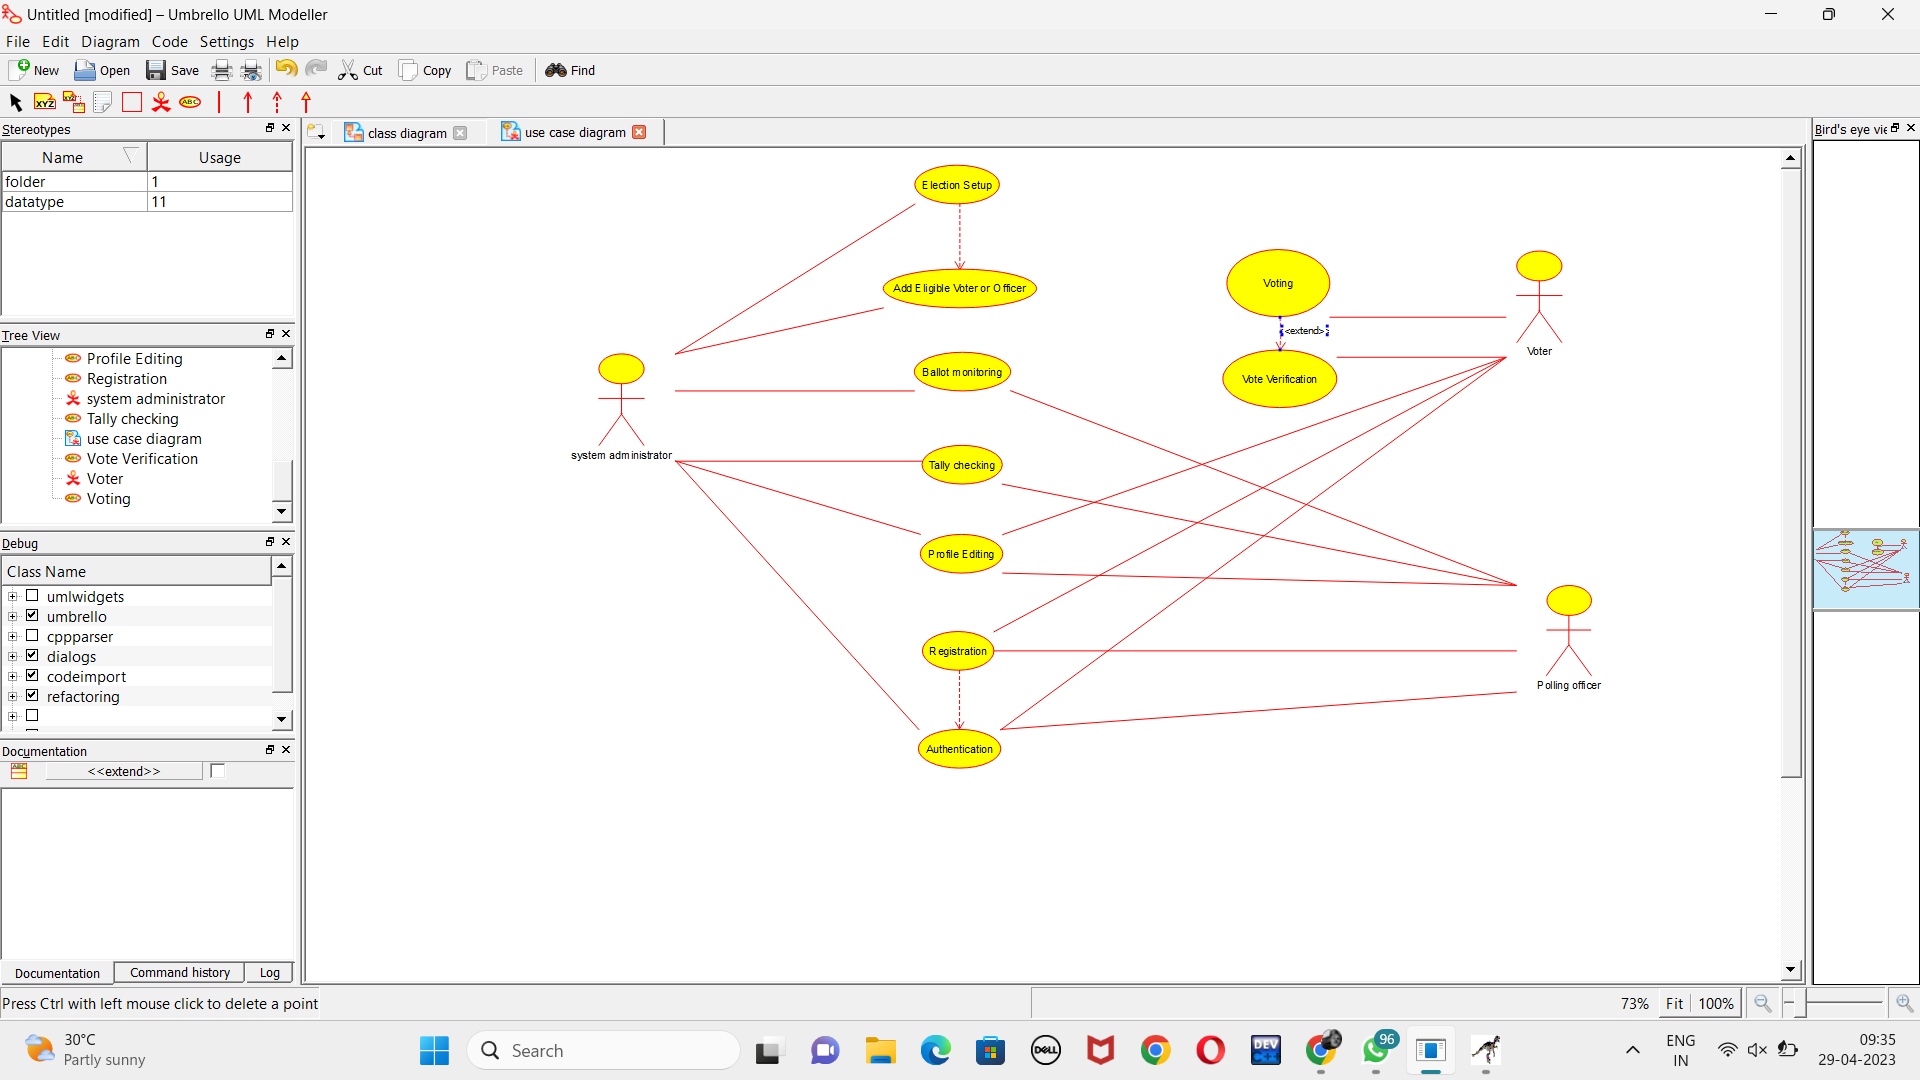 Untitled [modified] – Umbrello UML Modeller
File Edit Diagram Code Settings Help
New Open Save Cut Copy Paste Find
XYZ XYZ ABC
Stereotypes
Name Usage
folder 1
datatype 11
Tree View
Profile Editing
Registration
system administrator
Tally checking
use case diagram
Vote Verification
Voter
Voting
Debug
Class Name
umlwidgets
umbrello
cppparser
dialogs
codeimport
refactoring
Documentation
<<extend>>
Documentation Command history Log
class diagram use case diagram
Election Setup
Add Eligible Voter or Officer
Voting
<extend>
Voter
Ballot monitoring
Vote Verification
system administrator
Tally checking
Profile Editing
Registration
Polling officer
Authentication
Bird's eye vie
Press Ctrl with left mouse click to delete a point
73% Fit 100%
30°C
Partly sunny
Search
DELL
DEV
C++
96
ENG
IN
09:35
29-04-2023